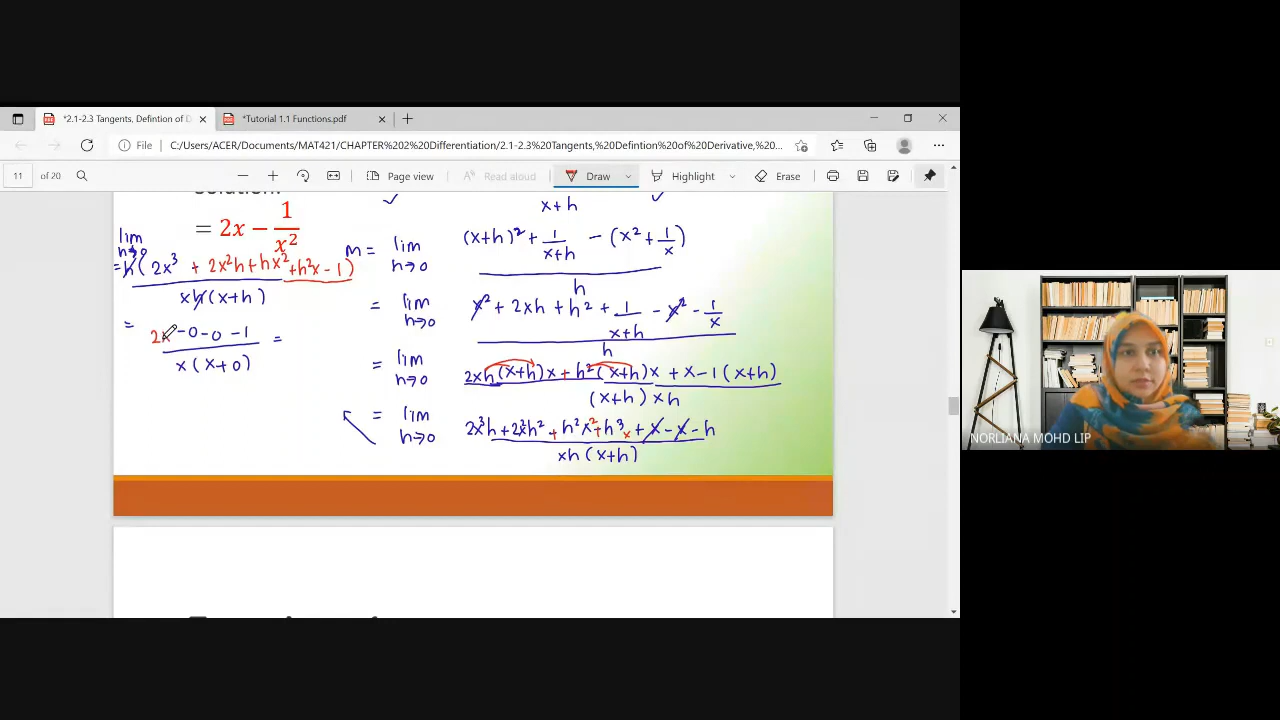 *2.1-2.3 Tangents, Defintion of D
*Tutorial 1.1 Functions.pdf
File C:/Users/ACER/Documents/MAT421/CHAPTER%202%20Differentiation/2.1-2.3%20Tangents,%20Defintion%20of%20Derivative,%20...
11 of 20 Page view Read aloud Draw Highlight Erase
Solution:
= 2x - 1/x²
x+h
m = lim h→0 ((x+h)² + 1/(x+h) - (x² + 1/x)) / h
= lim h→0 (x² + 2xh + h² + 1/(x+h) - x² - 1/x) / h
= lim h→0 (2xh(x+h)x + h²(x+h)x + x - 1(x+h)) / ((x+h)xh)
= lim h→0 (2x³h + 2x²h² + h²x² + h³x + x - x - h) / (xh(x+h))
lim h→0
= h(2x³ + 2x²h + hx² + h²x - 1) / (xh(x+h))
= (2x - 0 - 0 - 1) / (x(x+0)) =
NORLIANA MOHD LIP